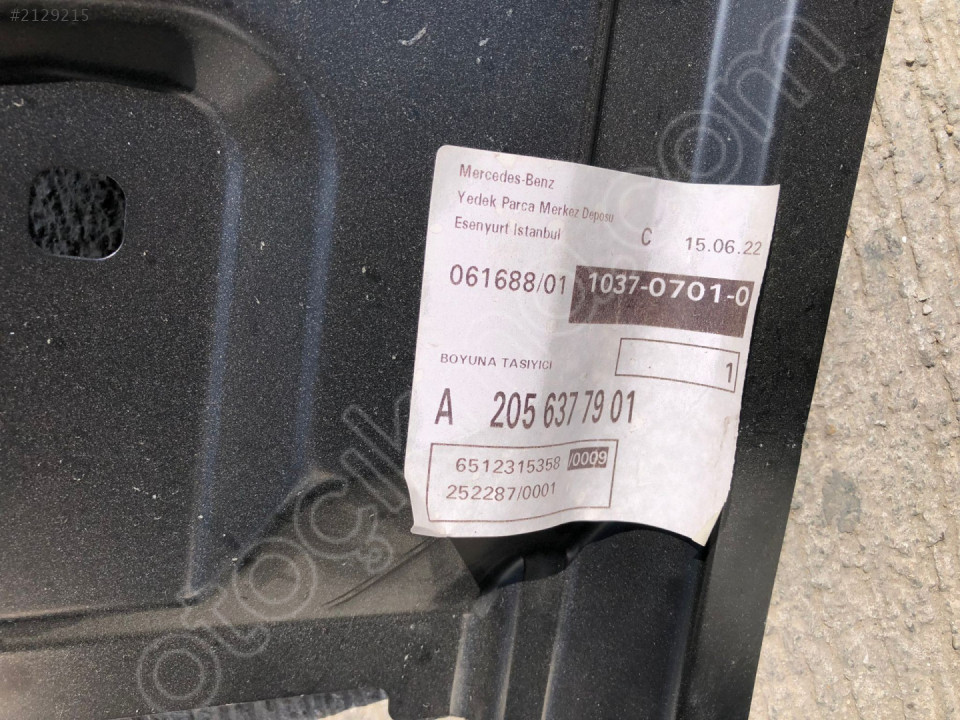 #2129215
Mercedes-Benz
Yedek Parca Merkez Deposu
Esenyurt Istanbul
C 15.06.22
061688/01 1037-0701-0
BOYUNA TASIYICI
1
A 205 637 79 01
6512315358 /0009
252287/0001
otoçikma.com